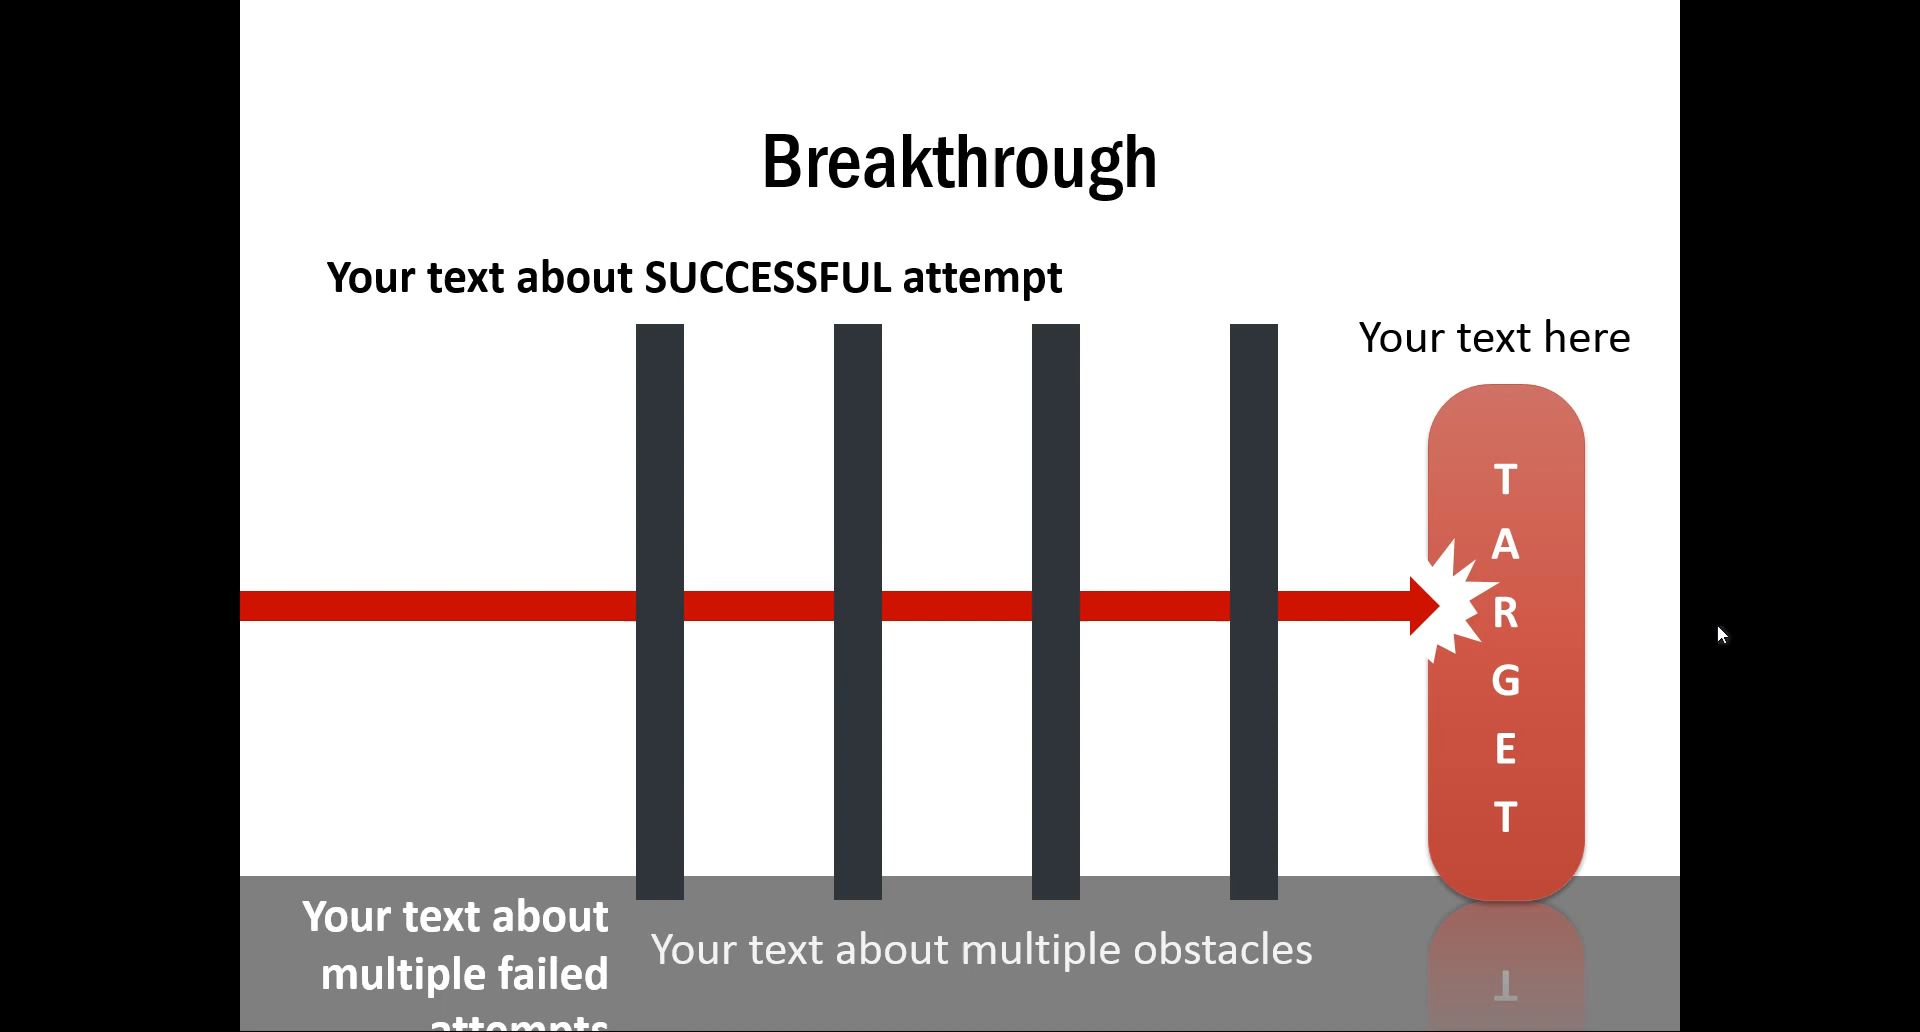 Breakthrough
Your text about SUCCESSFUL attempt
Your text here
T
A
R
G
E
T
Your text about
multiple failed
attempts
Your text about multiple obstacles